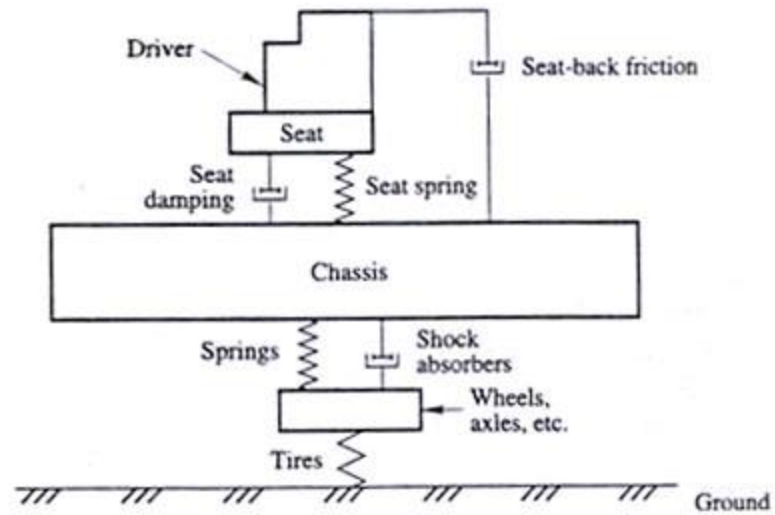 Driver
Seat-back friction
Seat
Seat
damping
Seat spring
Chassis
Springs
Shock
absorbers
Wheels,
axles, etc.
Tires
Ground